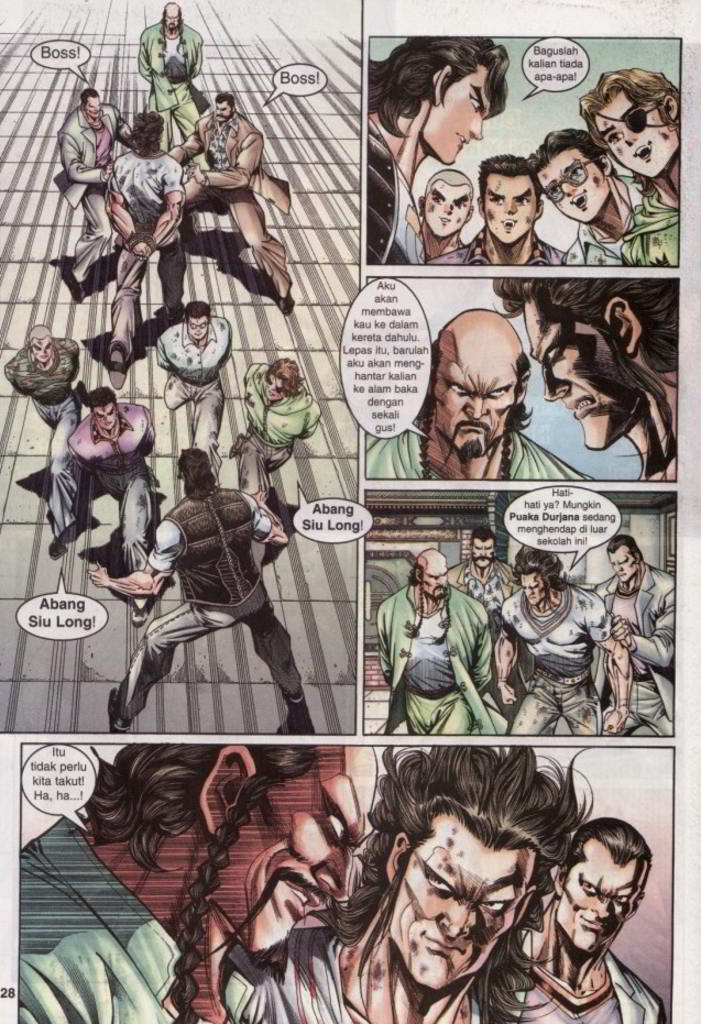 Boss!
Boss!
Abang
Siu Long!
Abang
Siu Long!
Baguslah
kalian tiada
apa-apa!
Aku
akan
membawa
kau ke dalam
kereta dahulu.
Lepas itu, barulah
aku akan meng-
hantar kalian
ke alam baka
dengan
sekali
gus!
Hati-
hati ya? Mungkin
Puaka Durjana sedang
menghendap di luar
sekolah ini!
Itu
tidak perlu
kita takut!
Ha, ha...!
28